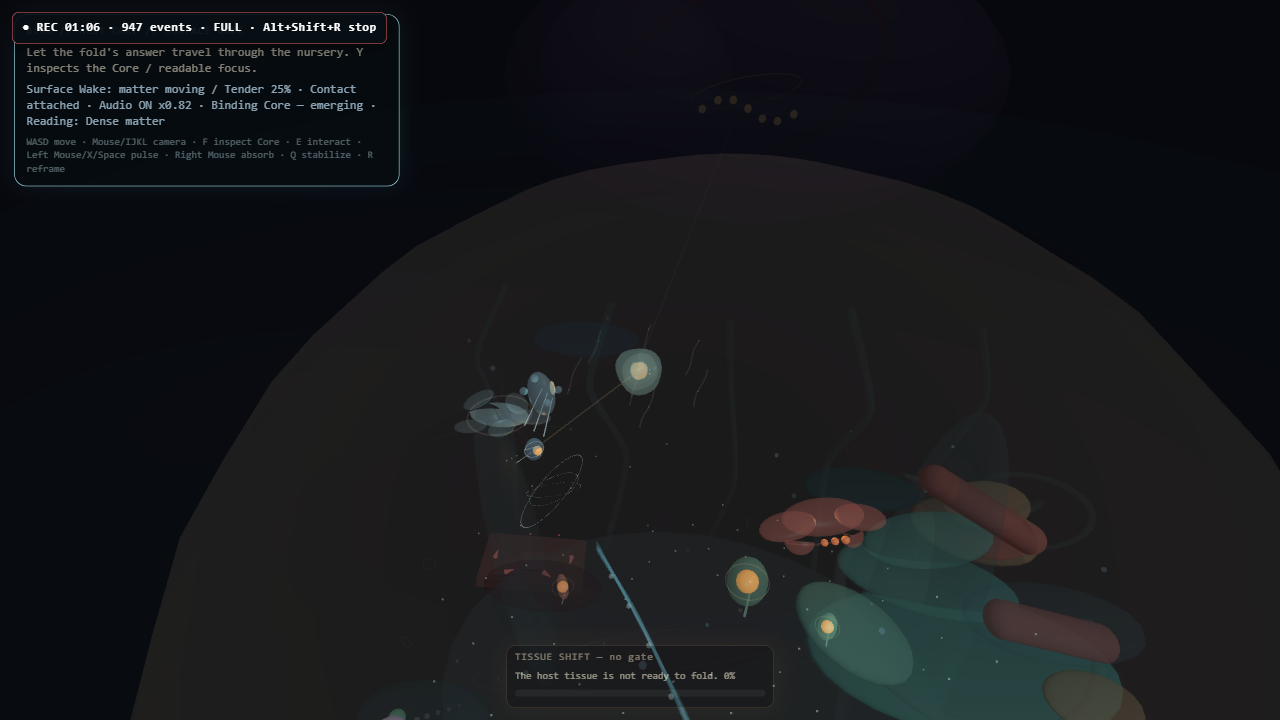 ● REC 01:06 · 947 events · FULL · Alt+Shift+R stop
Let the fold's answer travel through the nursery. Y
inspects the Core / readable focus.
Surface Wake: matter moving / Tender 25% · Contact
attached · Audio ON x0.82 · Binding Core — emerging ·
Reading: Dense matter
WASD move · Mouse/IJKL camera · F inspect Core · E interact ·
Left Mouse/X/Space pulse · Right Mouse absorb · Q stabilize · R
reframe
TISSUE SHIFT — no gate
The host tissue is not ready to fold. 0%